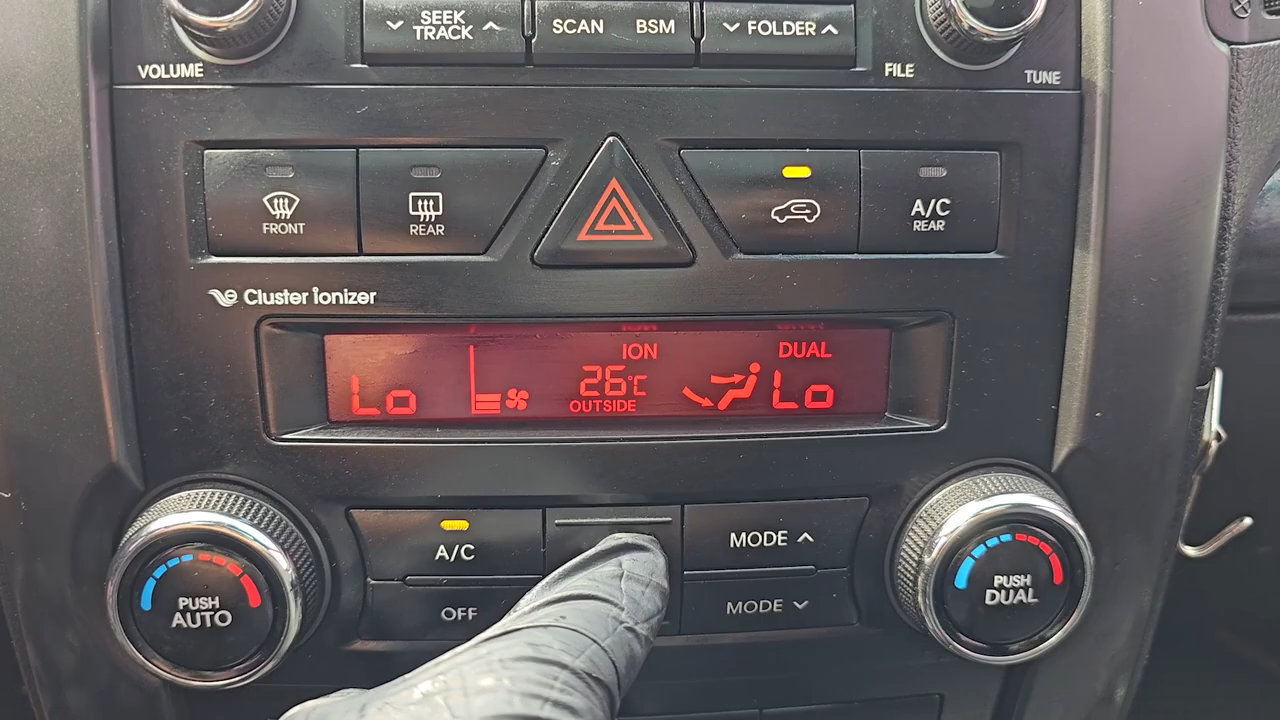 SEEK
TRACK
SCAN
BSM
FOLDER
VOLUME
FILE
TUNE
FRONT
REAR
A/C
REAR
Cluster ionizer
ION
DUAL
Lo
26°C
Lo
OUTSIDE
A/C
MODE
OFF
MODE
PUSH
AUTO
PUSH
DUAL